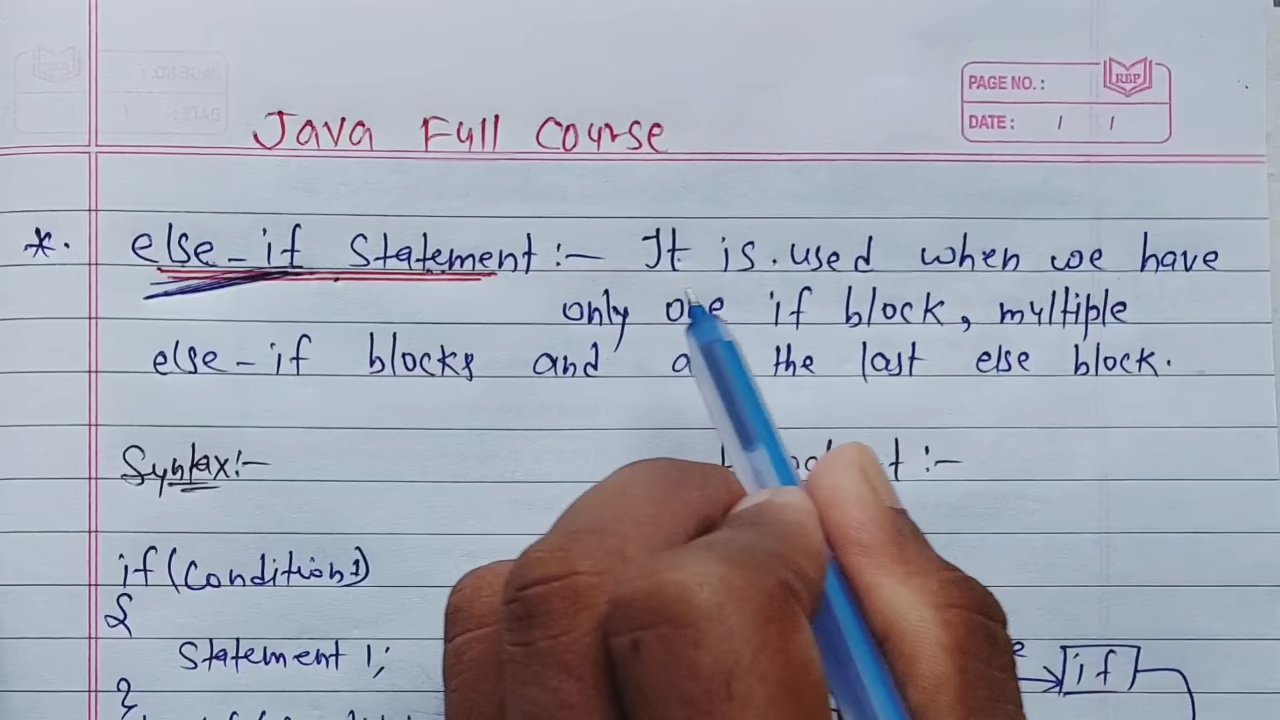 PAGE NO.:
RBP
DATE: / /
Java Full Course
*. else-if Statement:- It is used when we have
only one if block, multiple
else-if blocks and the last else block.
Syntax:-
if(Condition1)
{
Statement 1;
if
}